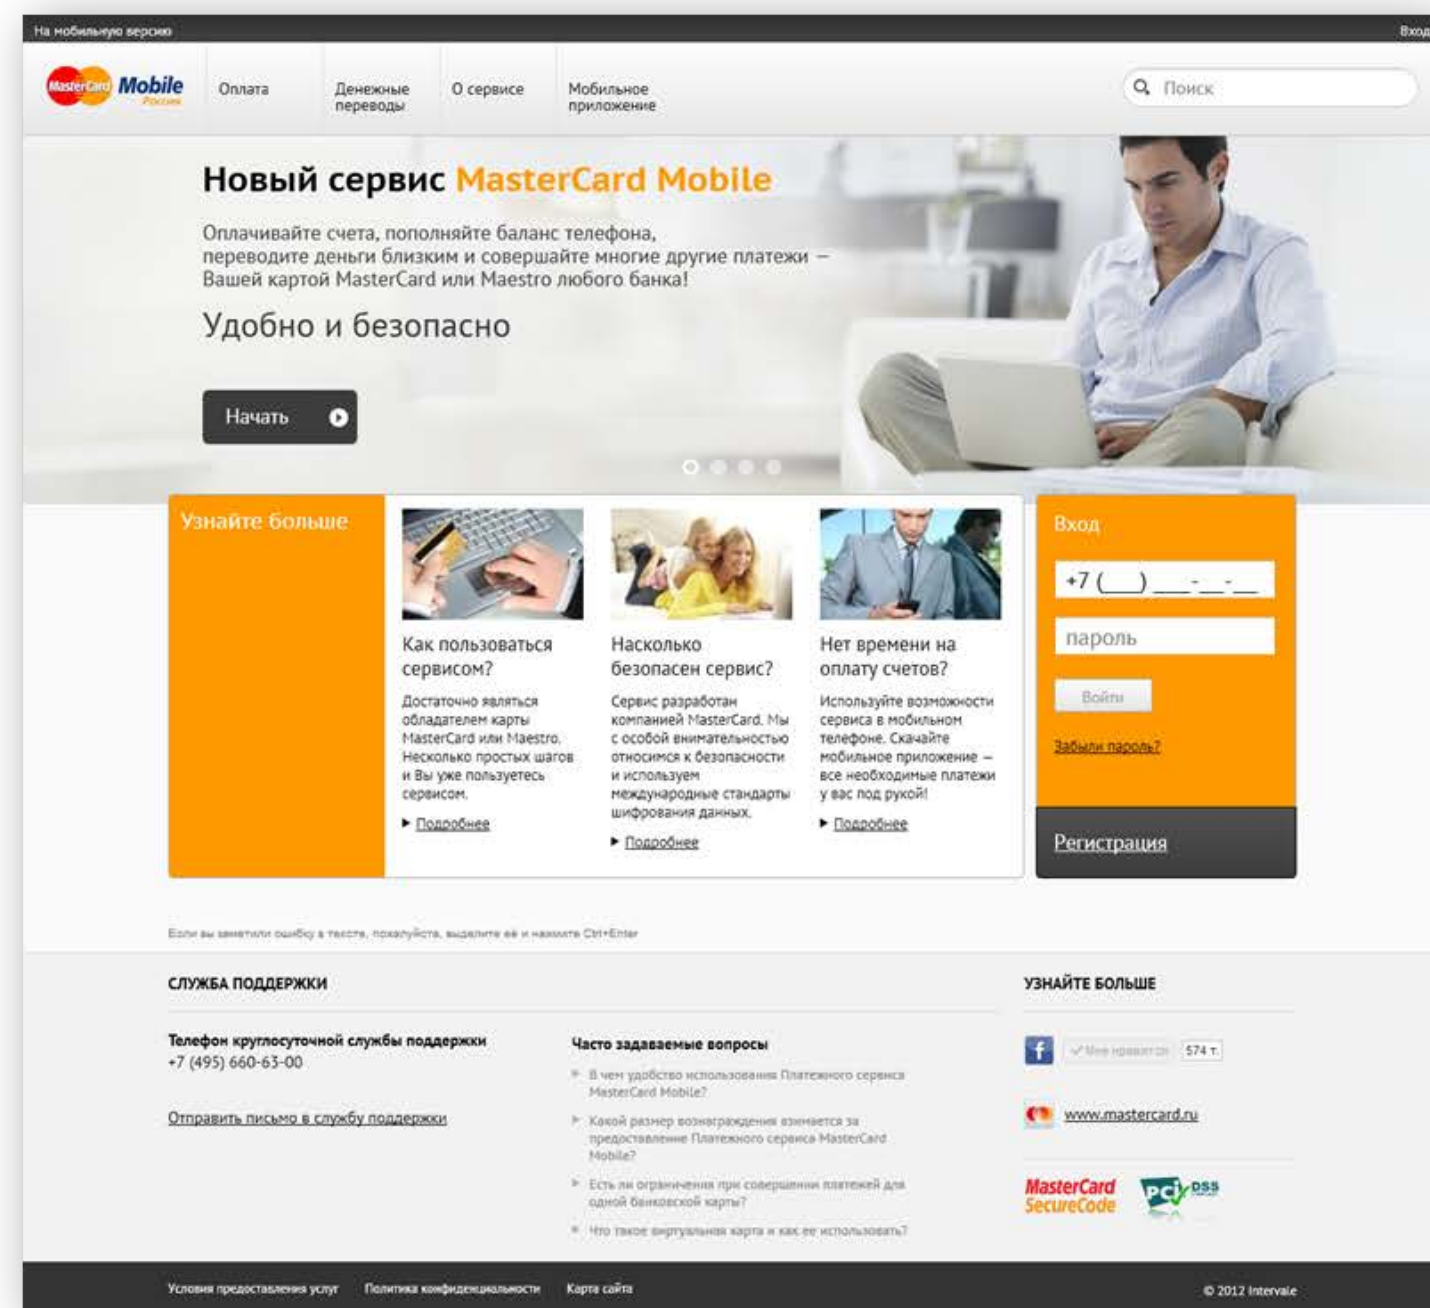 На мобильную версию
Вход
MasterCard Mobile
Россия
Оплата
Денежные
переводы
О сервисе
Мобильное
приложение
Поиск
Новый сервис MasterCard Mobile
Оплачивайте счета, пополняйте баланс телефона,
переводите деньги близким и совершайте многие другие платежи —
Вашей картой MasterCard или Maestro любого банка!
Удобно и безопасно
Начать
Узнайте больше
Как пользоваться
сервисом?
Достаточно являться
обладателем карты
MasterCard или Maestro.
Несколько простых шагов
и Вы уже пользуетесь
сервисом.
Подробнее
Насколько
безопасен сервис?
Сервис разработан
компанией MasterCard. Мы
с особой внимательностью
относимся к безопасности
и используем
международные стандарты
шифрования данных.
Подробнее
Нет времени на
оплату счетов?
Используйте возможности
сервиса в мобильном
телефоне. Скачайте
мобильное приложение —
все необходимые платежи
у вас под рукой!
Подробнее
Вход
+7 (___) ___-__-__
пароль
Войти
Забыли пароль?
Регистрация
Если вы заметили ошибку в тексте, пожалуйста, выделите её и нажмите Ctrl+Enter
СЛУЖБА ПОДДЕРЖКИ
Телефон круглосуточной службы поддержки
+7 (495) 660-63-00
Отправить письмо в службу поддержки
Часто задаваемые вопросы
В чем удобство использования Платежного сервиса
MasterCard Mobile?
Какой размер вознаграждения взимается за
предоставление Платежного сервиса MasterCard
Mobile?
Есть ли ограничения при совершении платежей для
одной банковской карты?
Что такое виртуальная карта и как ее использовать?
УЗНАЙТЕ БОЛЬШЕ
f
Мне нравится 574 т.
www.mastercard.ru
MasterCard
SecureCode
PCI DSS
Условия предоставления услуг
Политика конфиденциальности
Карта сайта
© 2012 Intervale